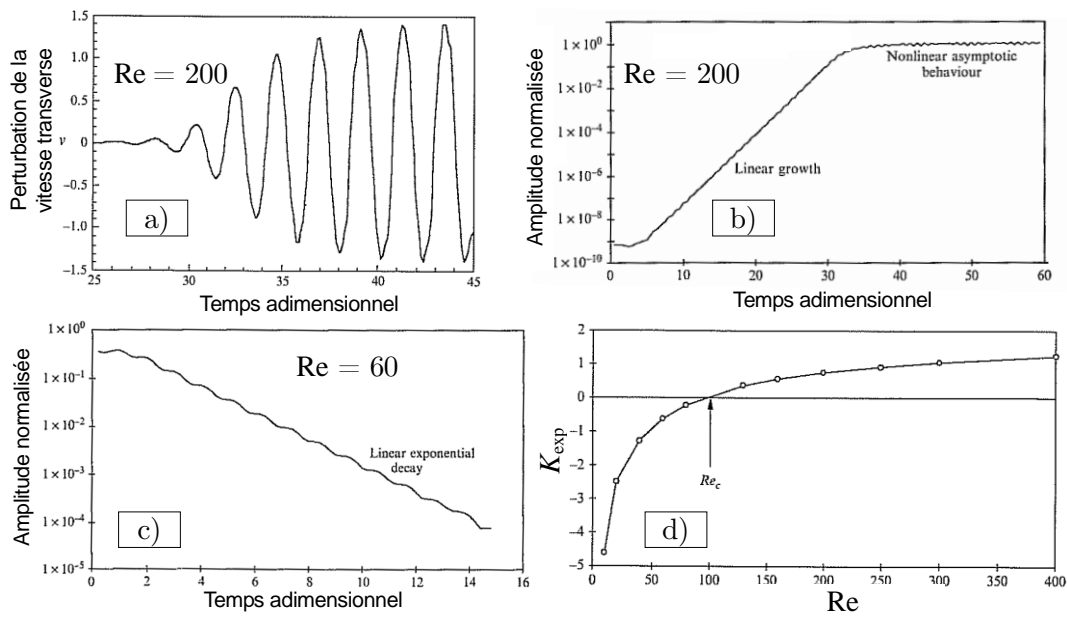 Perturbation de la
vitesse transverse
v
1.5
1.0
0.5
0
−0.5
−1.0
−1.5
Re = 200
a)
25 30 35 40 45
Temps adimensionnel
Amplitude normalisée
1×10⁰
1×10⁻²
1×10⁻⁴
1×10⁻⁶
1×10⁻⁸
1×10⁻¹⁰
Re = 200
Nonlinear asymptotic
behaviour
Linear growth
b)
0 10 20 30 40 50 60
Temps adimensionnel
Amplitude normalisée
1×10⁰
1×10⁻¹
1×10⁻²
1×10⁻³
1×10⁻⁴
1×10⁻⁵
Re = 60
Linear exponential
decay
c)
0 2 4 6 8 10 12 14 16
Temps adimensionnel
K_exp
2
1
0
−1
−2
−3
−4
−5
Re_c
d)
0 50 100 150 200 250 300 350 400
Re